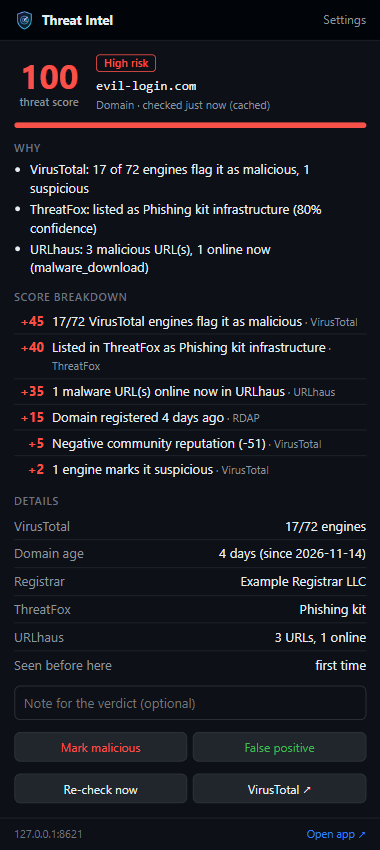 Threat Intel
Settings
100
threat score
High risk
evil-login.com
Domain · checked just now (cached)
WHY
• VirusTotal: 17 of 72 engines flag it as malicious, 1
suspicious
• ThreatFox: listed as Phishing kit infrastructure (80%
confidence)
• URLhaus: 3 malicious URL(s), 1 online now
(malware_download)
SCORE BREAKDOWN
+45 17/72 VirusTotal engines flag it as malicious · VirusTotal
+40 Listed in ThreatFox as Phishing kit infrastructure ·
ThreatFox
+35 1 malware URL(s) online now in URLhaus · URLhaus
+15 Domain registered 4 days ago · RDAP
+5 Negative community reputation (-51) · VirusTotal
+2 1 engine marks it suspicious · VirusTotal
DETAILS
VirusTotal 17/72 engines
Domain age 4 days (since 2026-11-14)
Registrar Example Registrar LLC
ThreatFox Phishing kit
URLhaus 3 URLs, 1 online
Seen before here first time
Note for the verdict (optional)
Mark malicious False positive
Re-check now VirusTotal ↗
127.0.0.1:8621 Open app ↗